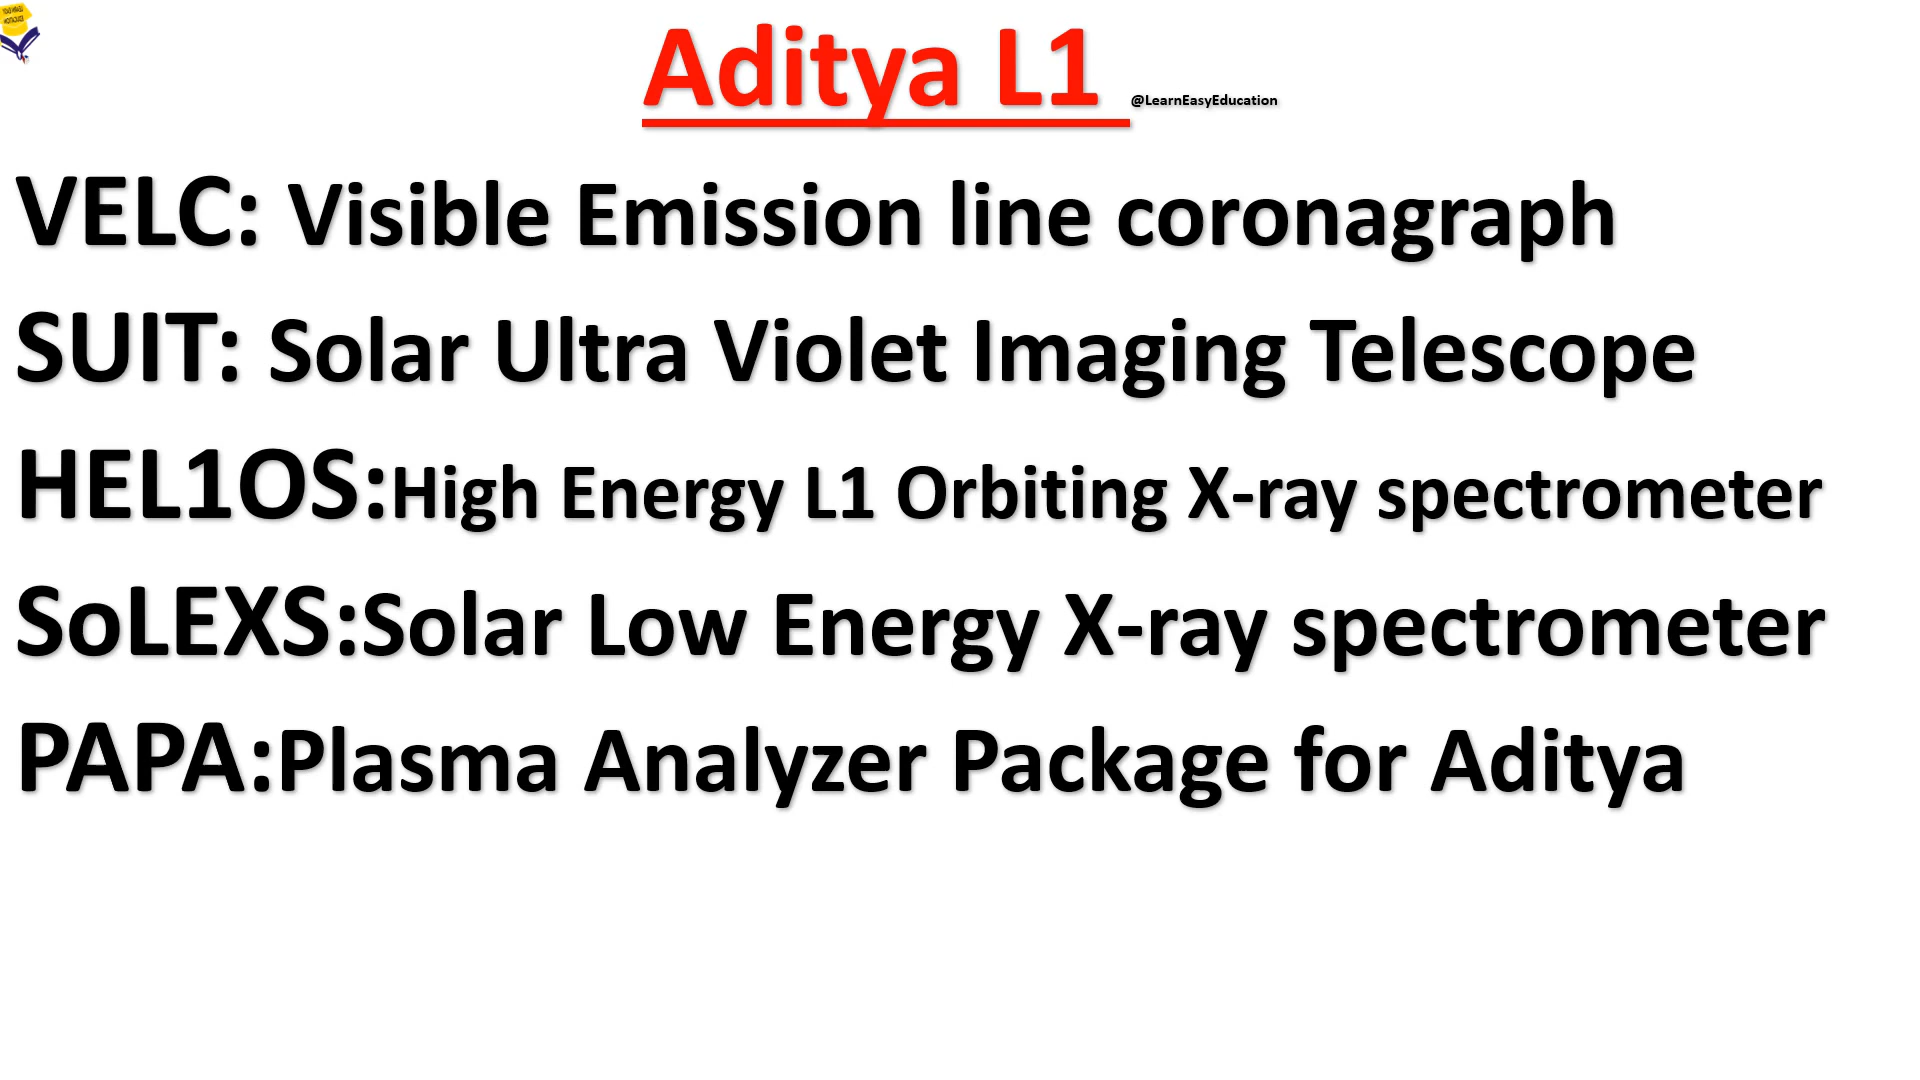 Aditya L1 @LearnEasyEducation
VELC: Visible Emission line coronagraph
SUIT: Solar Ultra Violet Imaging Telescope
HEL1OS:High Energy L1 Orbiting X-ray spectrometer
SoLEXS:Solar Low Energy X-ray spectrometer
PAPA:Plasma Analyzer Package for Aditya